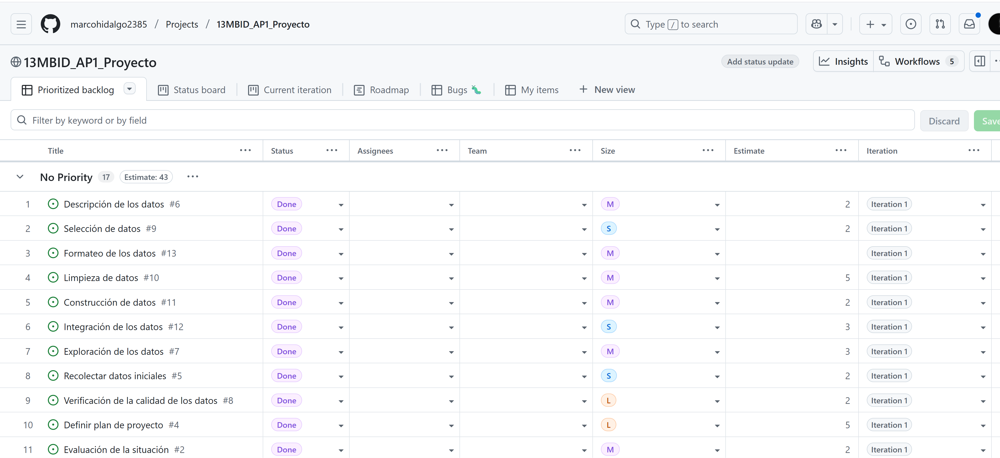 marcohidalgo2385 / Projects / 13MBID_AP1_Proyecto Type / to search
13MBID_AP1_Proyecto Add status update Insights Workflows 5
Prioritized backlog Status board Current iteration Roadmap Bugs 🐛 My items + New view
Filter by keyword or by field Discard Save
Title Status Assignees Team Size Estimate Iteration
No Priority 17 Estimate: 43
1 Descripción de los datos #6 Done M 2 Iteration 1
2 Selección de datos #9 Done S 2 Iteration 1
3 Formateo de los datos #13 Done M Iteration 1
4 Limpieza de datos #10 Done M 5 Iteration 1
5 Construcción de datos #11 Done M 2 Iteration 1
6 Integración de los datos #12 Done S 3 Iteration 1
7 Exploración de los datos #7 Done M 3 Iteration 1
8 Recolectar datos iniciales #5 Done S 2 Iteration 1
9 Verificación de la calidad de los datos #8 Done L 2 Iteration 1
10 Definir plan de proyecto #4 Done L 5 Iteration 1
11 Evaluación de la situación #2 Done M 2 Iteration 1